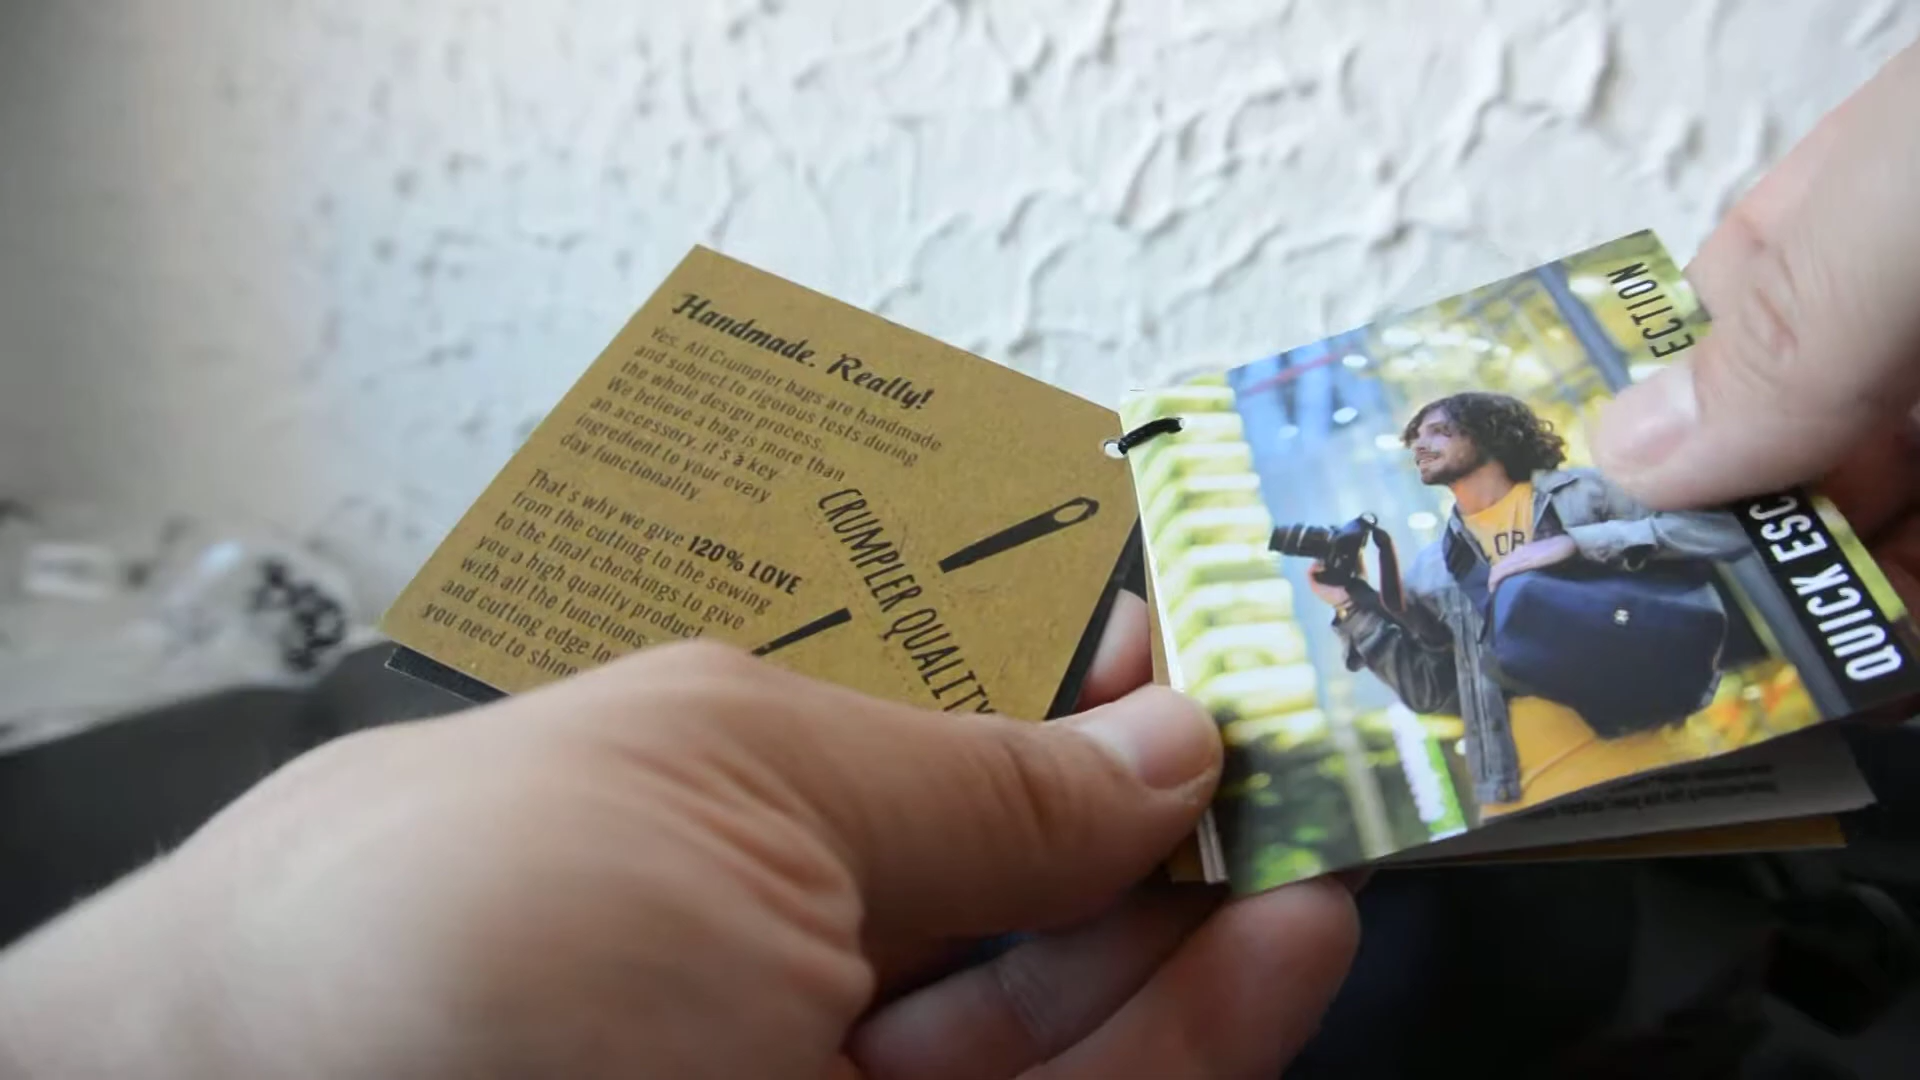 Handmade. Really!
Yes. All Crumpler bags are handmade
and subject to rigorous tests during
the whole design process.
We believe a bag is more than
an accessory, it's a key
ingredient to your every
day functionality.
That's why we give 120% LOVE
from the cutting to the sewing
to the final checkings to give
you a high quality product
with all the functions
and cutting edge
you need to shine
CRUMPLER QUALITY
ECTION
QUICK ESC
LOR